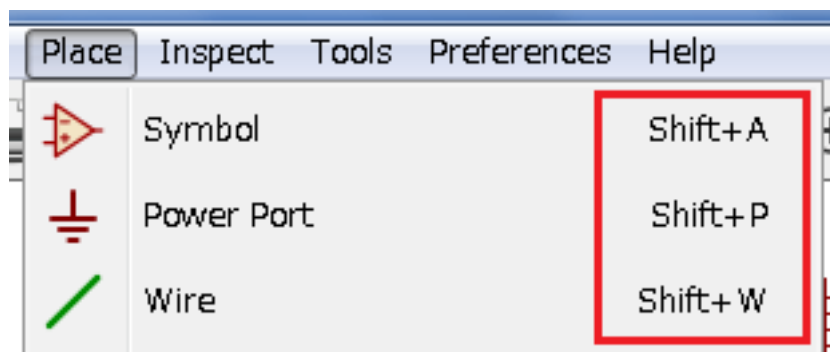 Place Inspect Tools Preferences Help
Symbol Shift+A
Power Port Shift+P
Wire Shift+W